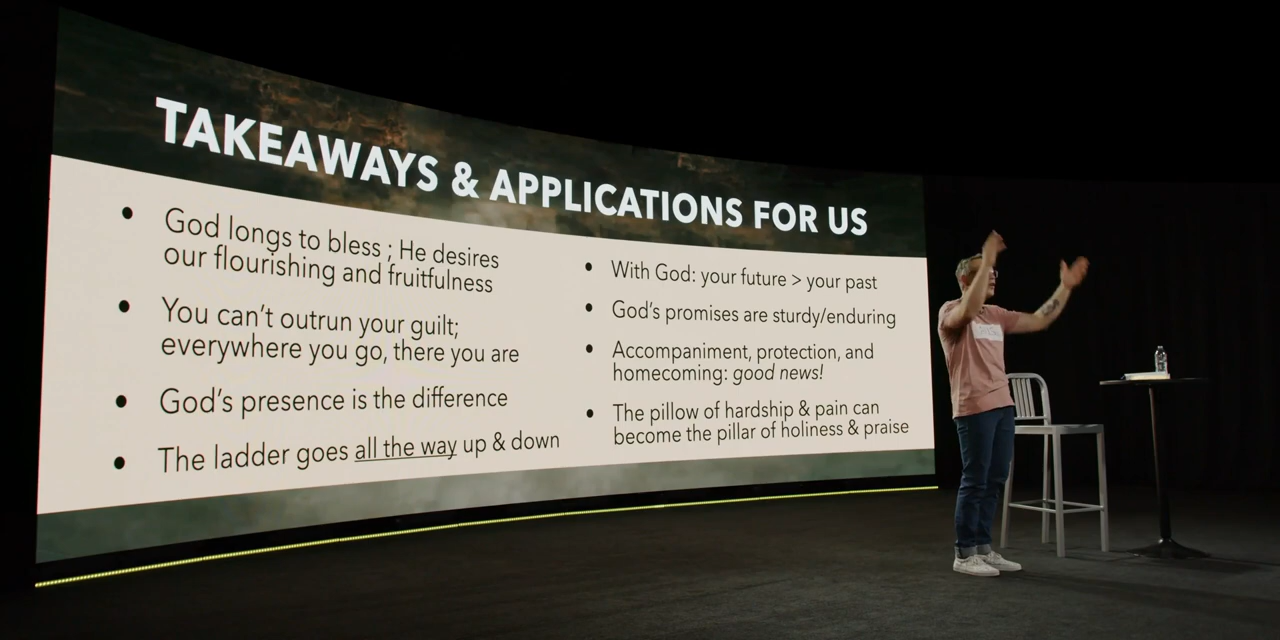 TAKEAWAYS & APPLICATIONS FOR US
• God longs to bless ; He desires
our flourishing and fruitfulness
• You can't outrun your guilt;
everywhere you go, there you are
• God's presence is the difference
• The ladder goes all the way up & down
• With God: your future > your past
• God's promises are sturdy/enduring
• Accompaniment, protection, and
homecoming: good news!
• The pillow of hardship & pain can
become the pillar of holiness & praise